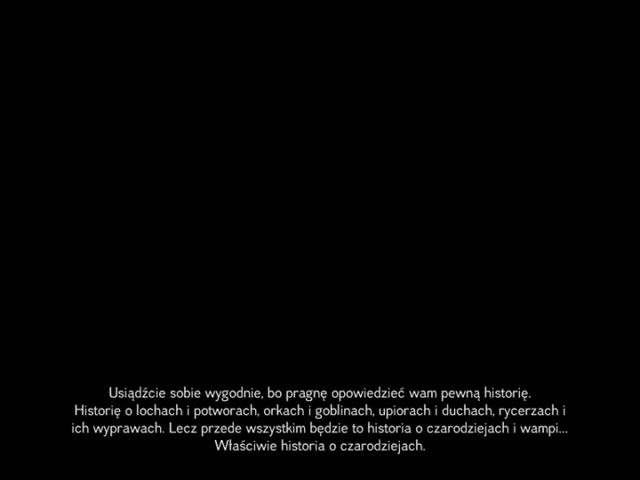 Usiądźcie sobie wygodnie, bo pragnę opowiedzieć wam pewną historię.
Historię o lochach i potworach, orkach i goblinach, upiorach i duchach, rycerzach i
ich wyprawach. Lecz przede wszystkim będzie to historia o czarodziejach i wampi...
Właściwie historia o czarodziejach.